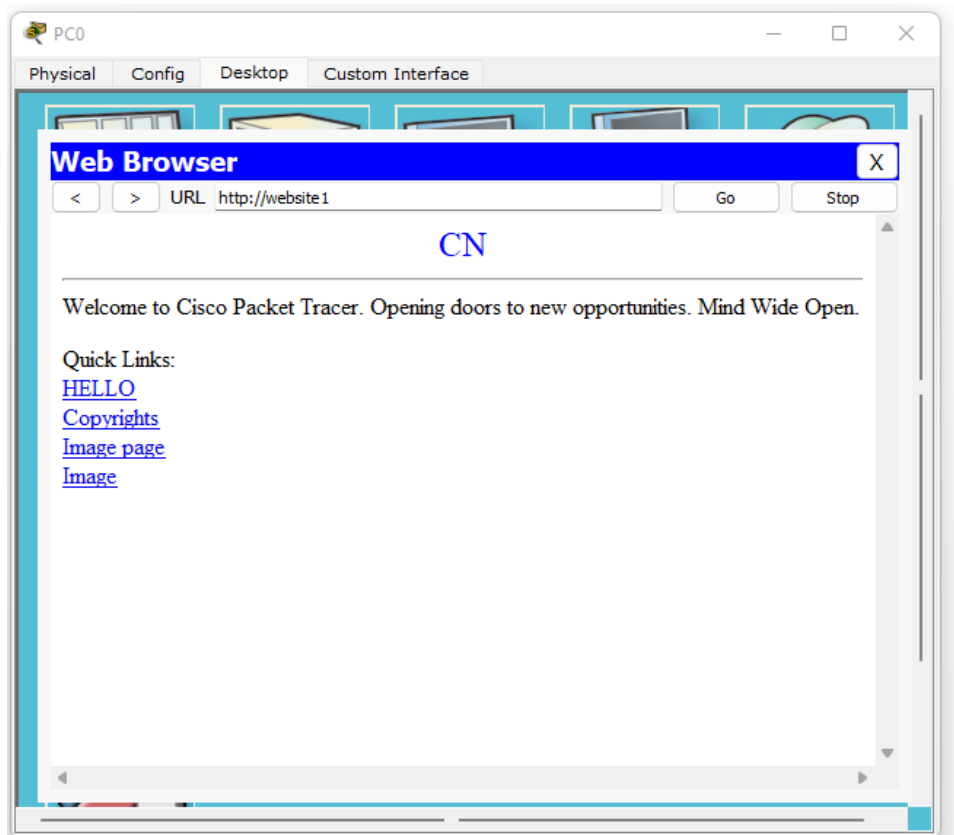 PC0
Physical Config Desktop Custom Interface
Web Browser X
< > URL http://website1 Go Stop
CN
Welcome to Cisco Packet Tracer. Opening doors to new opportunities. Mind Wide Open.
Quick Links:
HELLO
Copyrights
Image page
Image